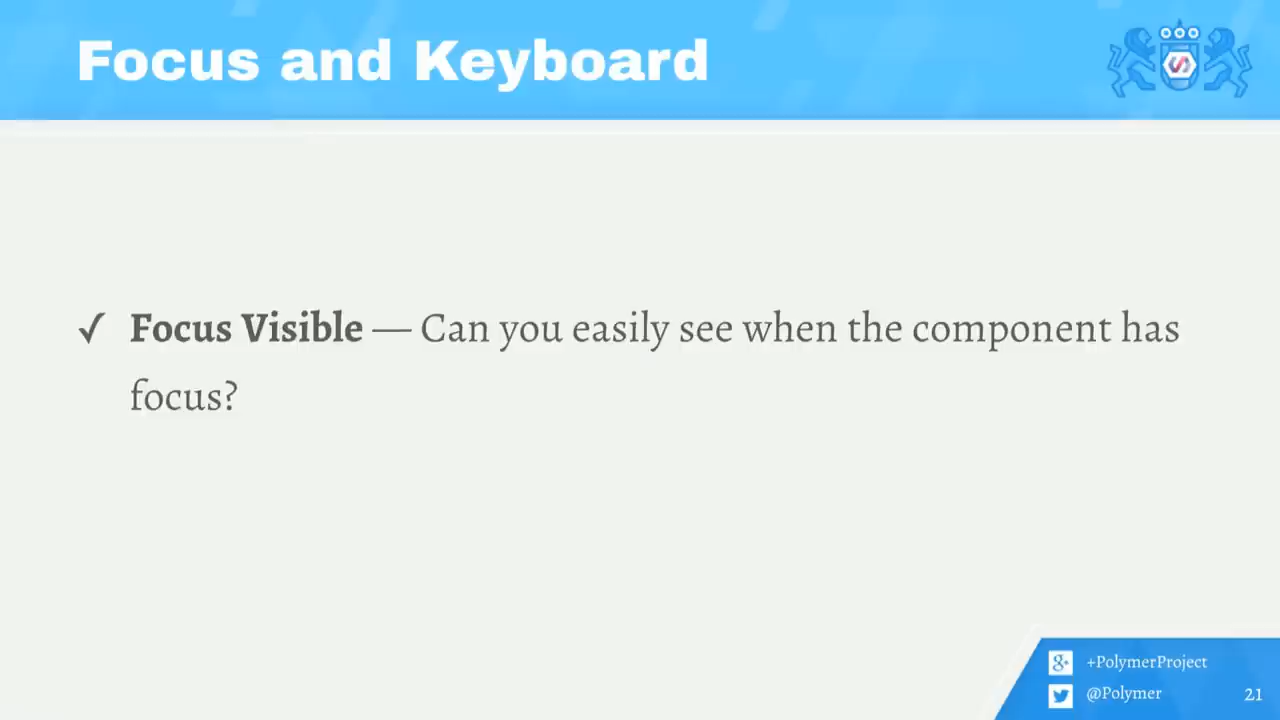 Focus and Keyboard
✓ Focus Visible — Can you easily see when the component has
focus?
+PolymerProject
@Polymer
21